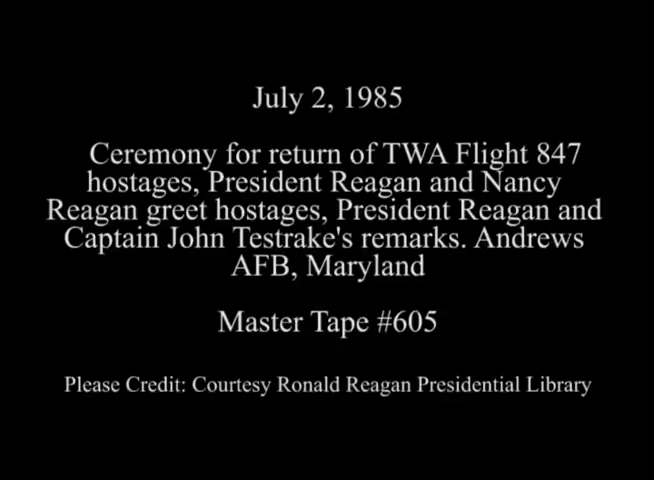 July 2, 1985
Ceremony for return of TWA Flight 847
hostages, President Reagan and Nancy
Reagan greet hostages, President Reagan and
Captain John Testrake's remarks. Andrews
AFB, Maryland
Master Tape #605
Please Credit: Courtesy Ronald Reagan Presidential Library